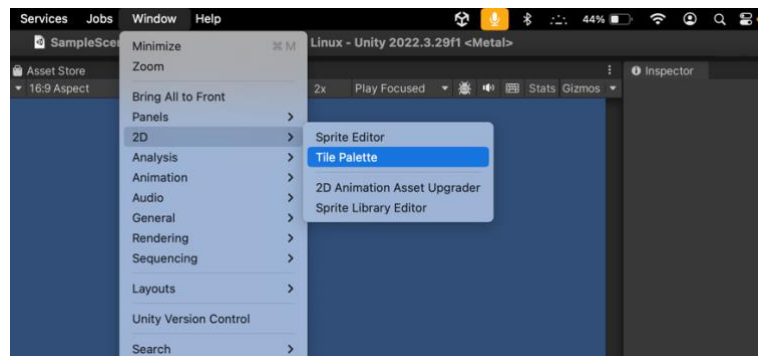 Services Jobs Window Help 44%
SampleSce Linux - Unity 2022.3.29f1 <Metal>
Minimize ⌘ M
Zoom
Bring All to Front
Panels >
2D >
Analysis >
Animation >
Audio >
General >
Rendering >
Sequencing >
Layouts >
Unity Version Control
Search >
Sprite Editor
Tile Palette
2D Animation Asset Upgrader
Sprite Library Editor
Asset Store
16:9 Aspect 2x Play Focused Stats Gizmos
Inspector